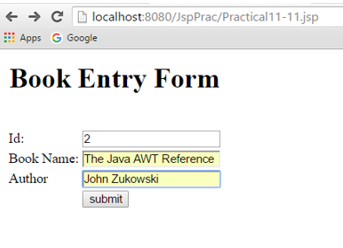 localhost:8080/JspPrac/Practical11-11.jsp
Apps Google
Book Entry Form
Id: 2
Book Name: The Java AWT Reference
Author John Zukowski
submit